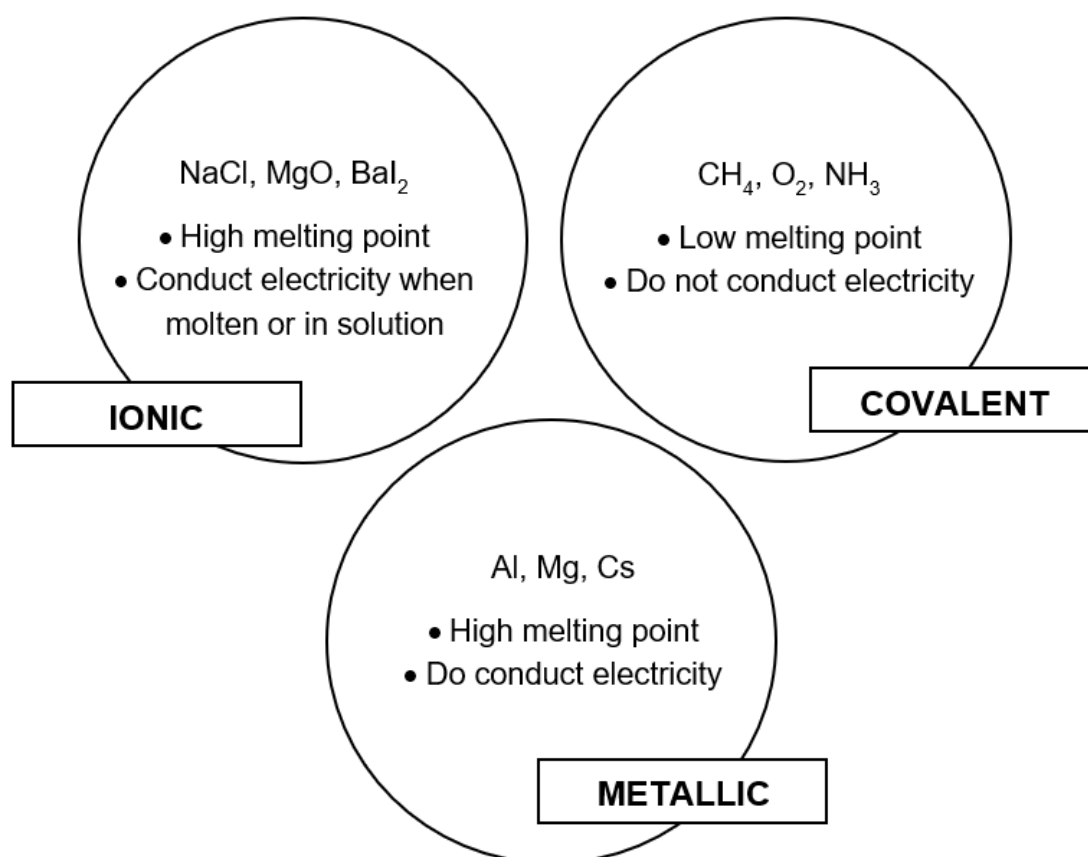 NaCl, MgO, BaI₂
• High melting point
• Conduct electricity when
molten or in solution
IONIC
CH₄, O₂, NH₃
• Low melting point
• Do not conduct electricity
COVALENT
Al, Mg, Cs
• High melting point
• Do conduct electricity
METALLIC